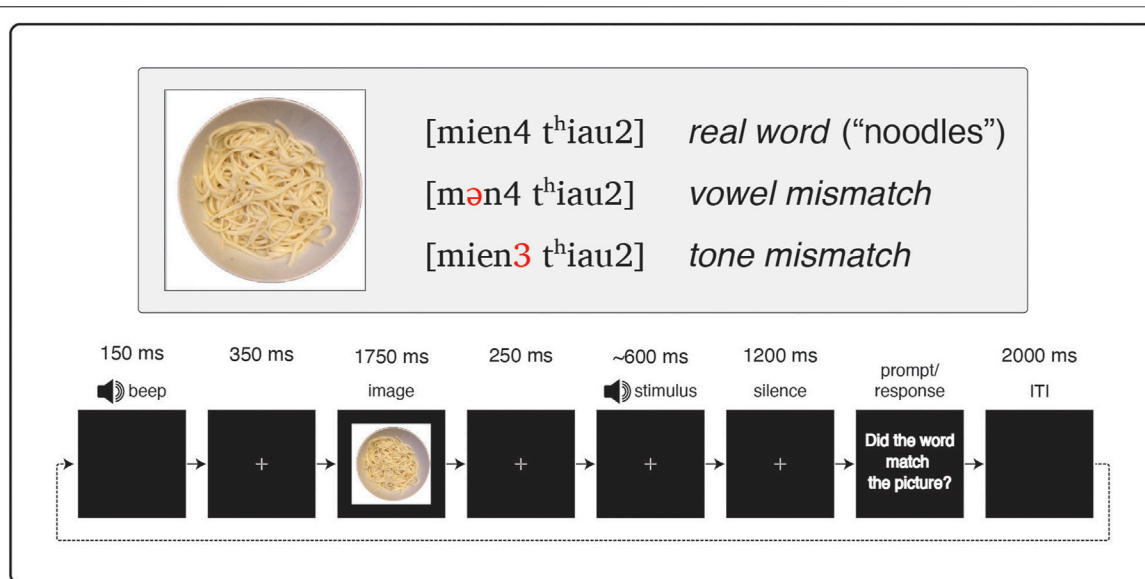 [mien4 tʰiau2] real word (“noodles”)
[mən4 tʰiau2] vowel mismatch
[mien3 tʰiau2] tone mismatch
150 ms 350 ms 1750 ms 250 ms ~600 ms 1200 ms 2000 ms
beep image stimulus silence prompt/ response ITI
+ + + +
Did the word
match
the picture?